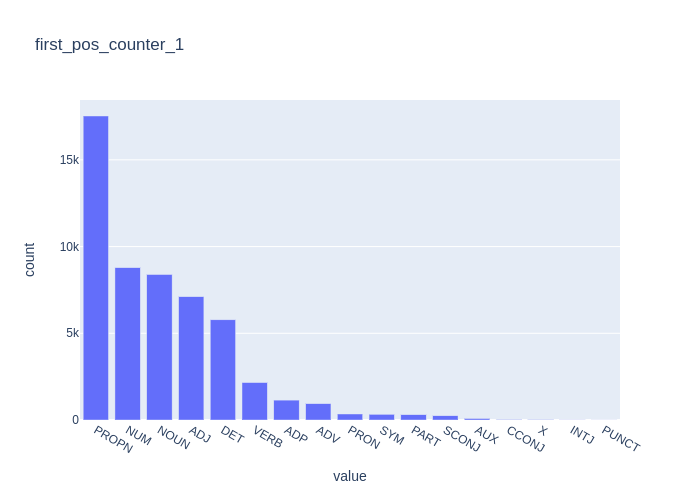 first_pos_counter_1
count
15k
10k
5k
0
PROPN
NUM
NOUN
ADJ
DET
VERB
ADP
ADV
PRON
SYM
PART
SCONJ
AUX
CCONJ
X
INTJ
PUNCT
value